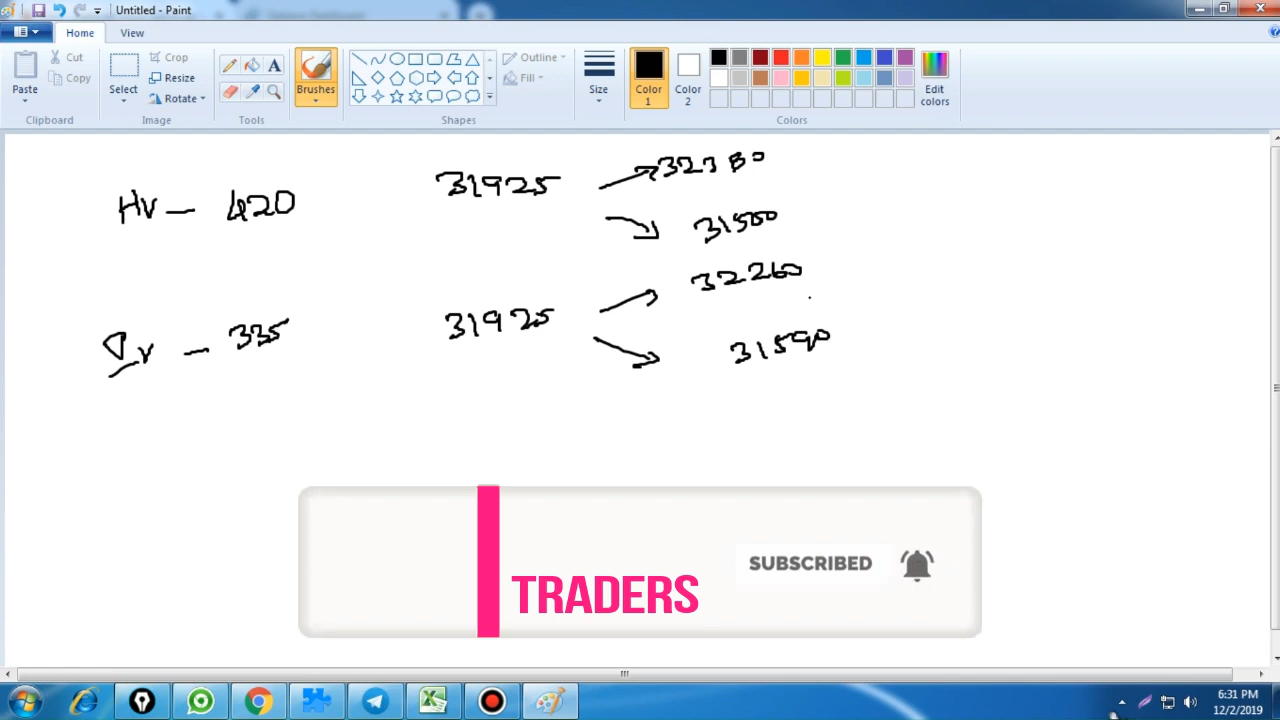 Untitled - Paint
Home View
Cut
Crop
Outline
Copy
Resize
Fill
Paste Select Rotate Brushes Size Color 1 Color 2 Edit colors
Clipboard Image Tools Shapes Colors
Hv - 420 31925 32380
31500
32260
Iv - 335 31925
31590
SUBSCRIBED
TRADERS
6:31 PM
12/2/2019